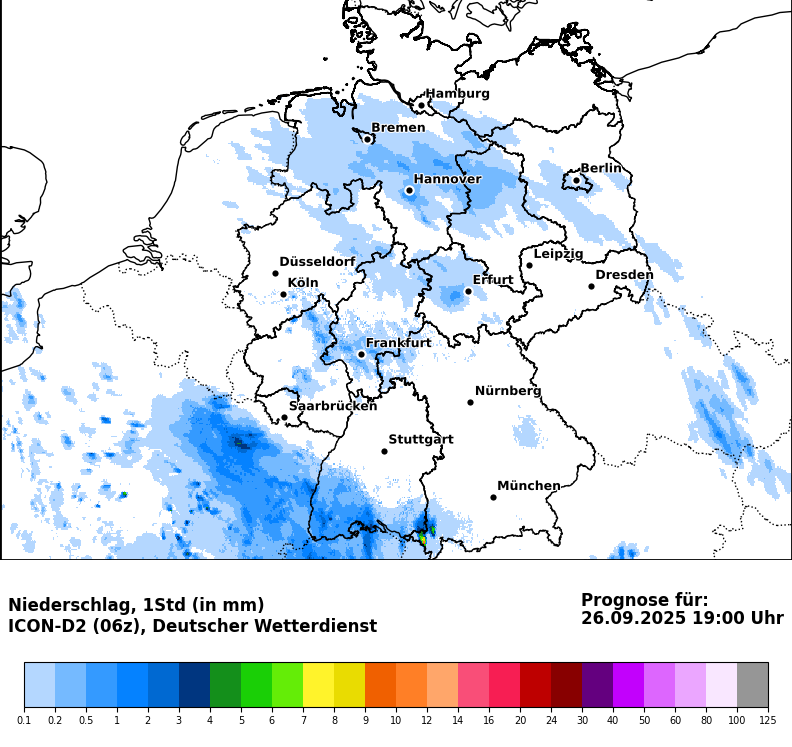 Hamburg
Bremen
Berlin
Hannover
Düsseldorf
Leipzig
Köln
Erfurt
Dresden
Frankfurt
Nürnberg
Saarbrücken
Stuttgart
München
Niederschlag, 1Std (in mm)
ICON-D2 (06z), Deutscher Wetterdienst
Prognose für:
26.09.2025 19:00 Uhr
0.1 0.2 0.5 1 2 3 4 5 6 7 8 9 10 12 14 16 20 24 30 40 50 60 80 100 125